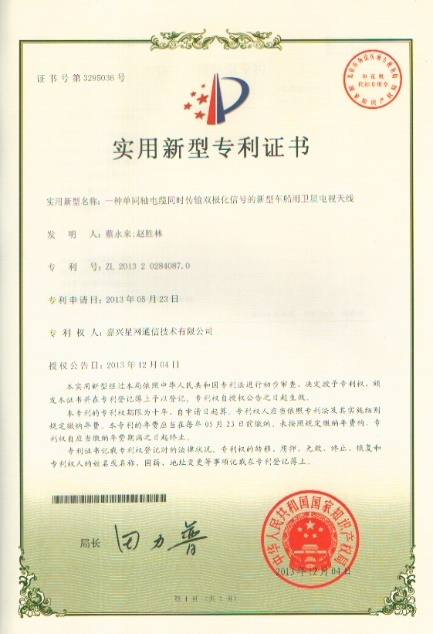 证书号第3295036号
实用新型专利证书
实用新型名称：一种单同轴电缆同时传输双极化信号的新型车船用卫星电视天线
发 明 人：蔡永来;赵胜林
专 利 号：ZL 2013 2 0284087.0
专利申请日：2013年05月23日
专 利 权 人：嘉兴星网通信技术有限公司
授权公告日：2013年12月04日
本实用新型经过本局依照中华人民共和国专利法进行初步审查，决定授予专利权，颁
发本证书并在专利登记簿上予以登记。专利权自授权公告之日起生效。
本专利的专利权期限为十年，自申请日起算。专利权人应当依照专利法及其实施细则
规定缴纳年费。本专利的年费应当在每年05月23日前缴纳。未按照规定缴纳年费的，专
利权自应当缴纳年费期满之日起终止。
专利证书记载专利权登记时的法律状况。专利权的转移、质押、无效、终止、恢复和
专利权人的姓名或名称、国籍、地址变更等事项记载在专利登记簿上。
局长 田力普
中华人民共和国国家知识产权局
2013年12月04日
第1页（共1页）